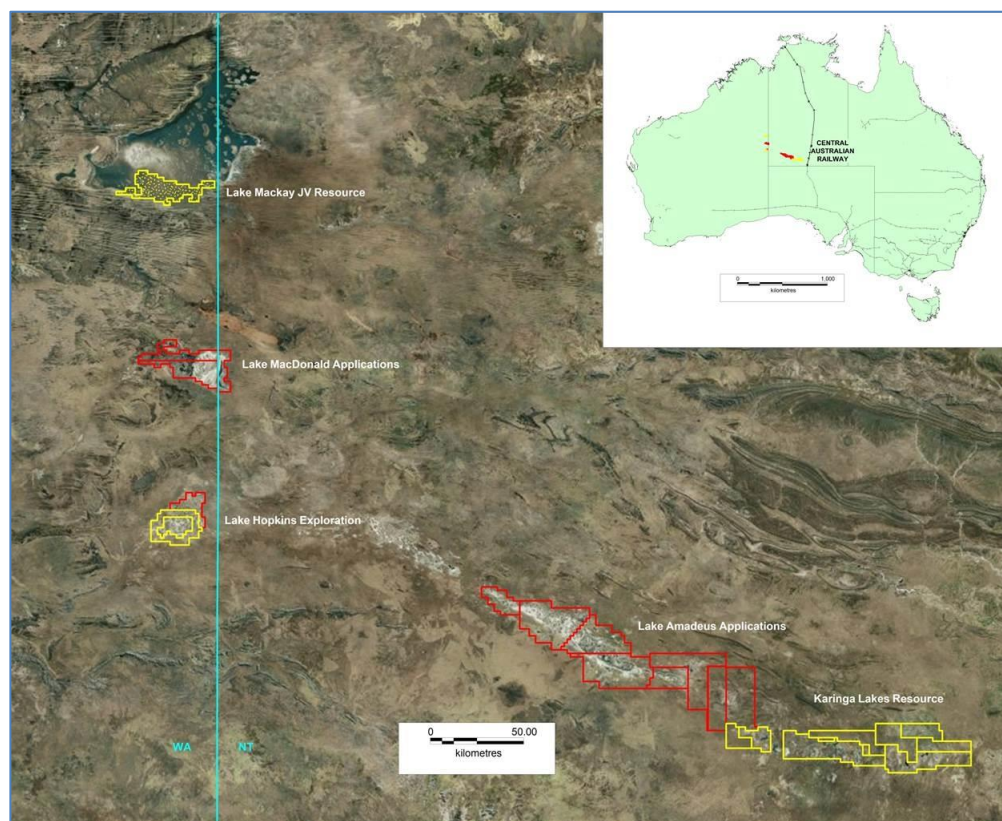 CENTRAL
AUSTRALIAN
RAILWAY
0 1,000
kilometres
Lake Mackay JV Resource
Lake MacDonald Applications
Lake Hopkins Exploration
Lake Amadeus Applications
Karinga Lakes Resource
0 50.00
kilometres
WA NT